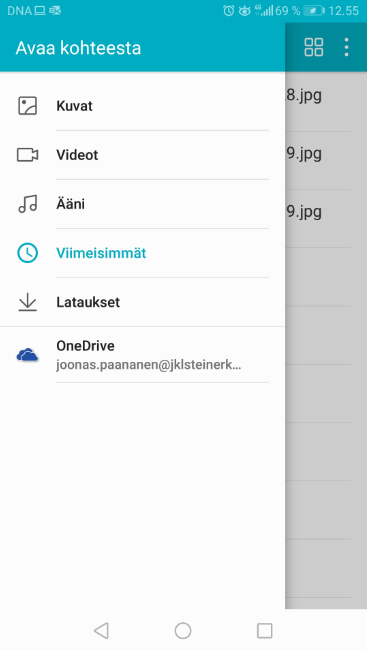 DNA 4G 69 % 12.55
Avaa kohteesta
8.jpg
Kuvat
Videot
9.jpg
Ääni
9.jpg
Viimeisimmät
Lataukset
OneDrive
joonas.paananen@jklsteinerk...